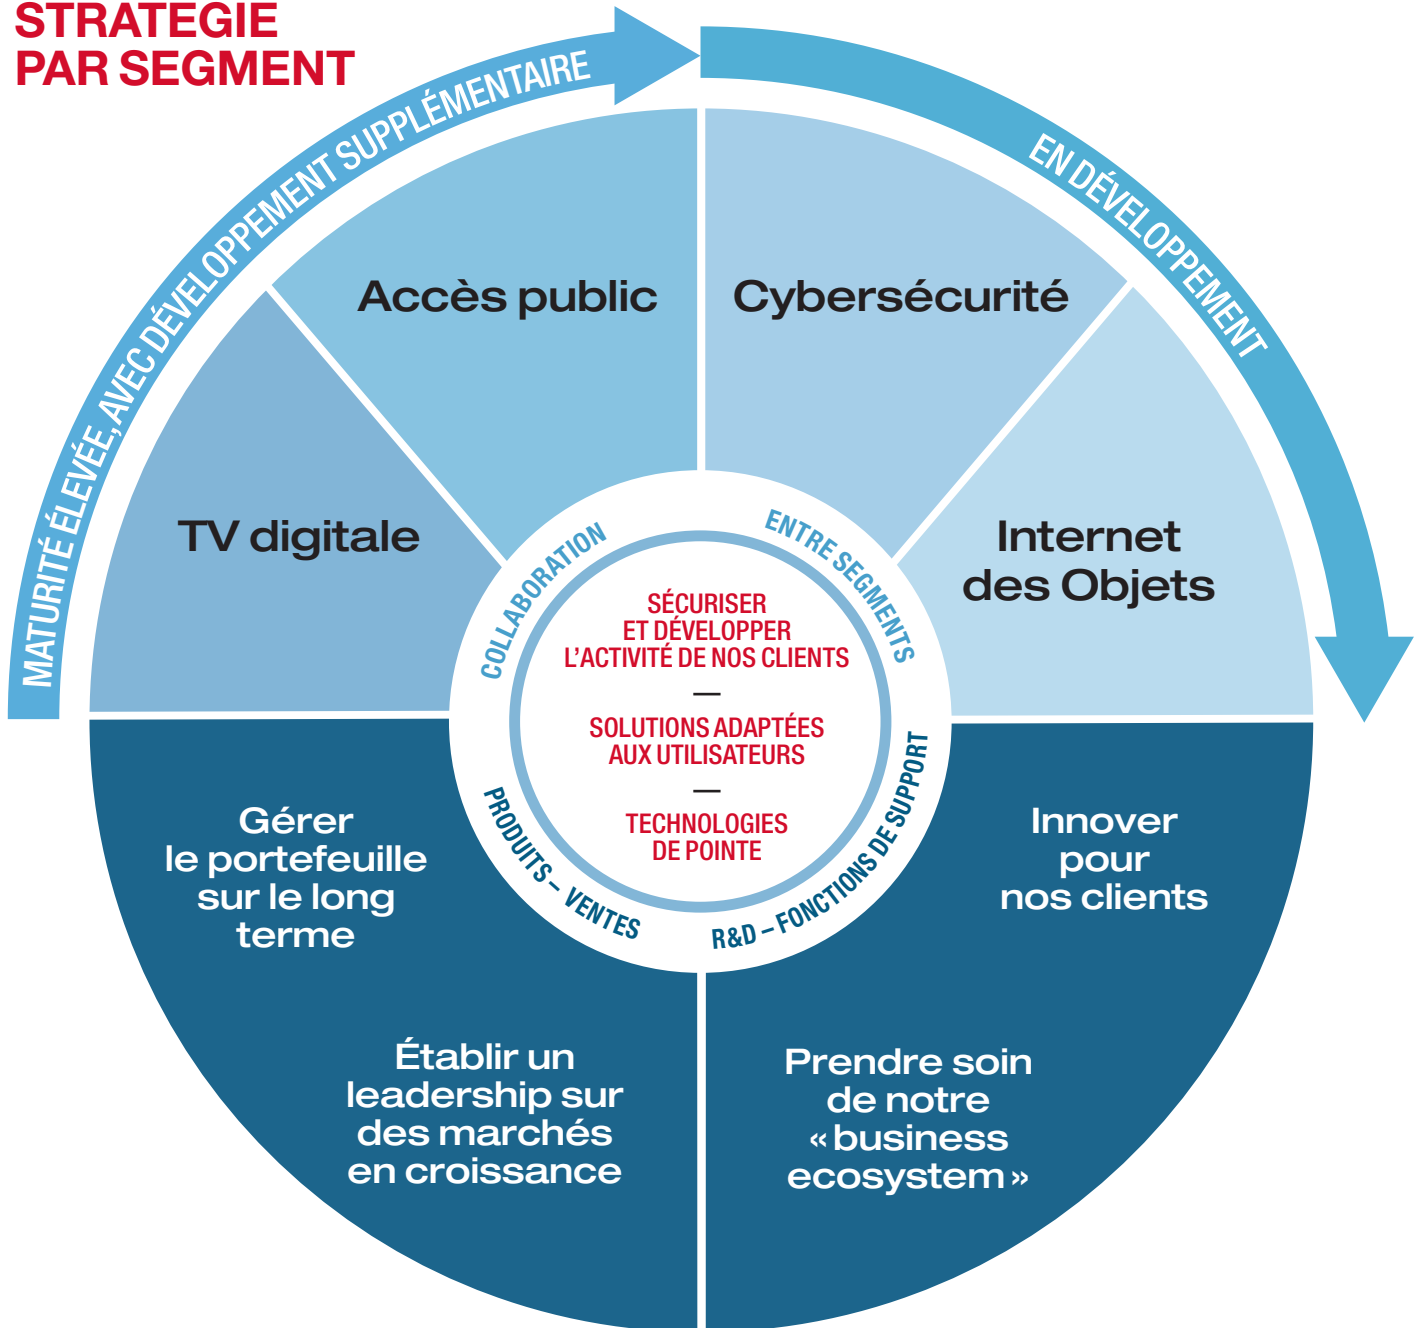 STRATÉGIE
PAR SEGMENT
MATURITÉ ÉLEVÉE, AVEC DÉVELOPPEMENT SUPPLÉMENTAIRE
EN DÉVELOPPEMENT
Accès public
Cybersécurité
TV digitale
Internet
des Objets
COLLABORATION
ENTRE SEGMENTS
SÉCURISER
ET DÉVELOPPER
L’ACTIVITÉ DE NOS CLIENTS
—
SOLUTIONS ADAPTÉES
AUX UTILISATEURS
—
TECHNOLOGIES
DE POINTE
PRODUITS – VENTES
R&D – FONCTIONS DE SUPPORT
Gérer
le portefeuille
sur le long
terme
Innover
pour
nos clients
Établir un
leadership sur
des marchés
en croissance
Prendre soin
de notre
« business
ecosystem »